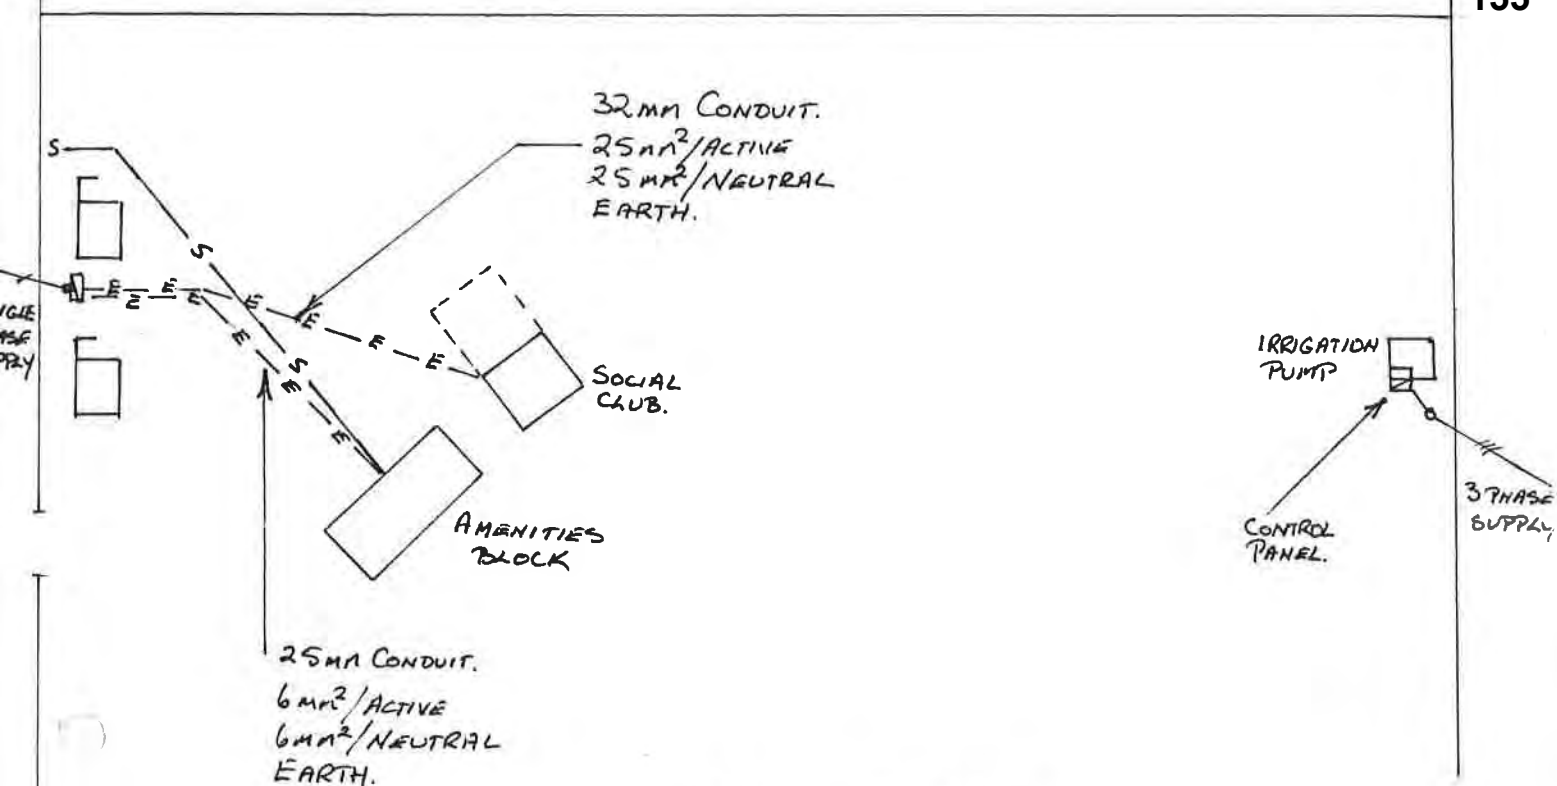 32mm CONDUIT.
25mm²/ACTIVE
25mm²/NEUTRAL
EARTH.
S
S
E E E
E E E E
E E E
S
E
E
SOCIAL
CLUB.
AMENITIES
BLOCK
IRRIGATION
PUMP
CONTROL
PANEL.
3 PHASE
SUPPLY
25mm CONDUIT.
6mm²/ACTIVE
6mm²/NEUTRAL
EARTH.